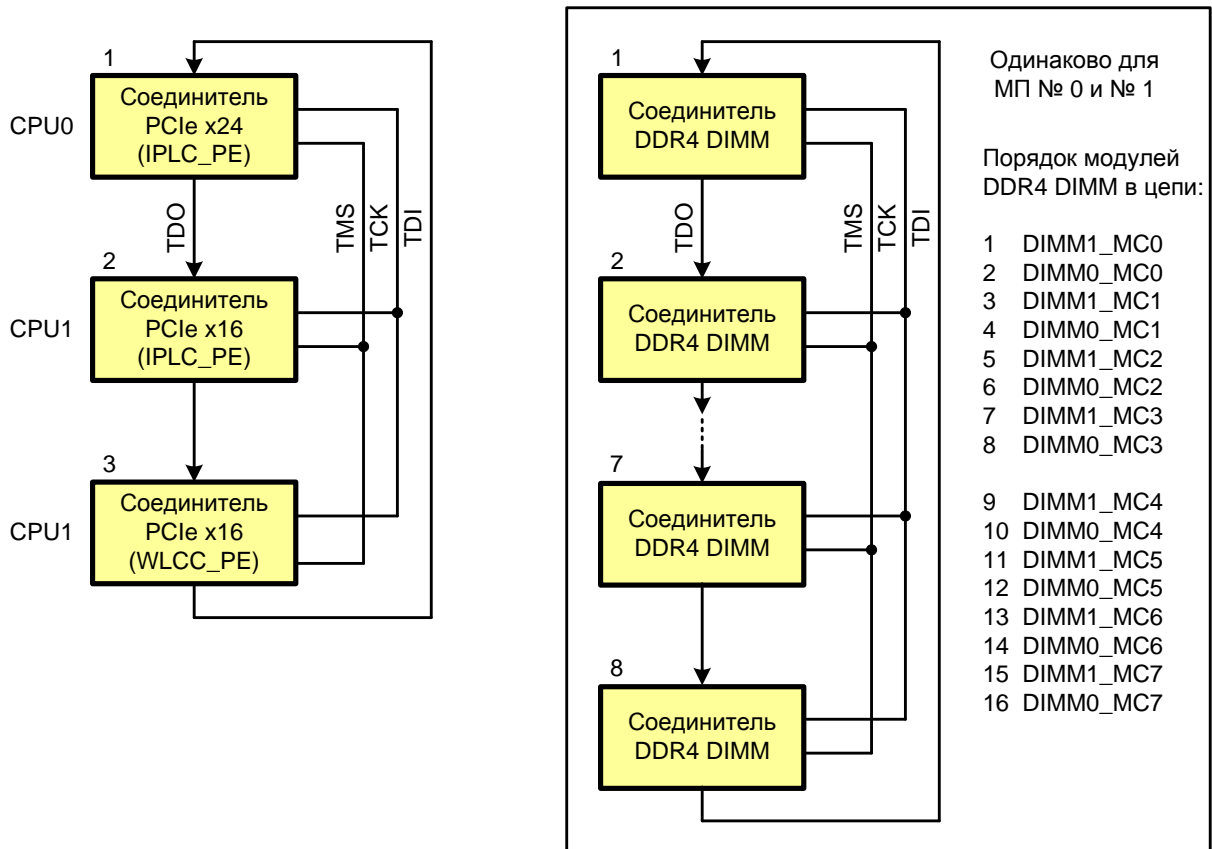 1
CPU0
Соединитель
PCIe x24
(IPLC_PE)
TDO
TMS
TCK
TDI
2
CPU1
Соединитель
PCIe x16
(IPLC_PE)
3
CPU1
Соединитель
PCIe x16
(WLCC_PE)
1
Соединитель
DDR4 DIMM
TDO
TMS
TCK
TDI
2
Соединитель
DDR4 DIMM
7
Соединитель
DDR4 DIMM
8
Соединитель
DDR4 DIMM
Одинаково для
МП № 0 и № 1
Порядок модулей
DDR4 DIMM в цепи:
1 DIMM1_MC0
2 DIMM0_MC0
3 DIMM1_MC1
4 DIMM0_MC1
5 DIMM1_MC2
6 DIMM0_MC2
7 DIMM1_MC3
8 DIMM0_MC3
9 DIMM1_MC4
10 DIMM0_MC4
11 DIMM1_MC5
12 DIMM0_MC5
13 DIMM1_MC6
14 DIMM0_MC6
15 DIMM1_MC7
16 DIMM0_MC7